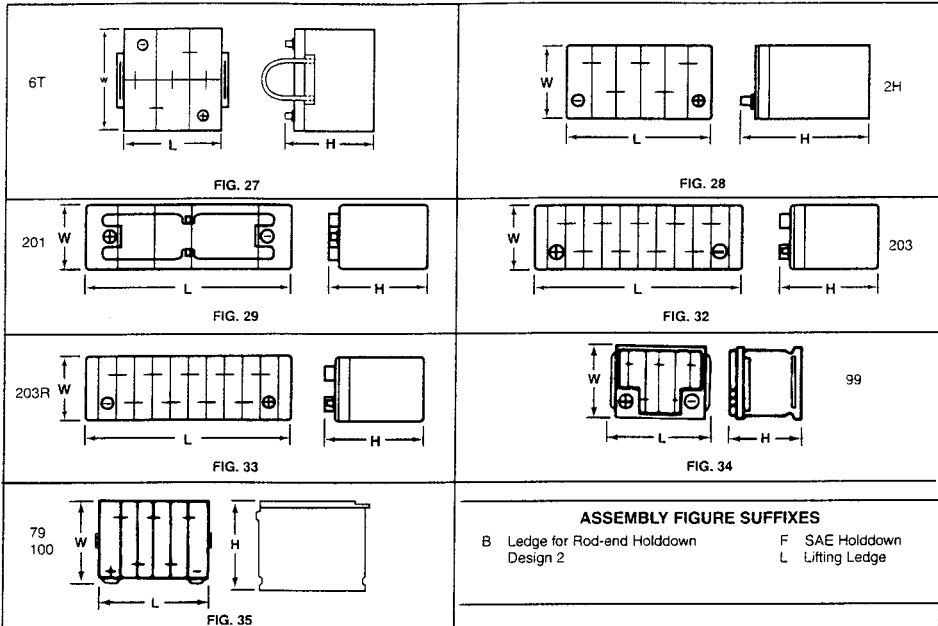 6T
W
⊖
⊕
L
H
FIG. 27
W
⊖
⊕
L
H
2H
FIG. 28
201
W
⊕
⊖
L
H
FIG. 29
W
⊕
⊖
L
H
203
FIG. 32
203R
W
⊖
⊕
L
H
FIG. 33
W
⊕
⊖
L
H
99
FIG. 34
79
100
W
+
-
L
H
FIG. 35
ASSEMBLY FIGURE SUFFIXES
B Ledge for Rod-end Holddown F SAE Holddown
Design 2 L Lifting Ledge